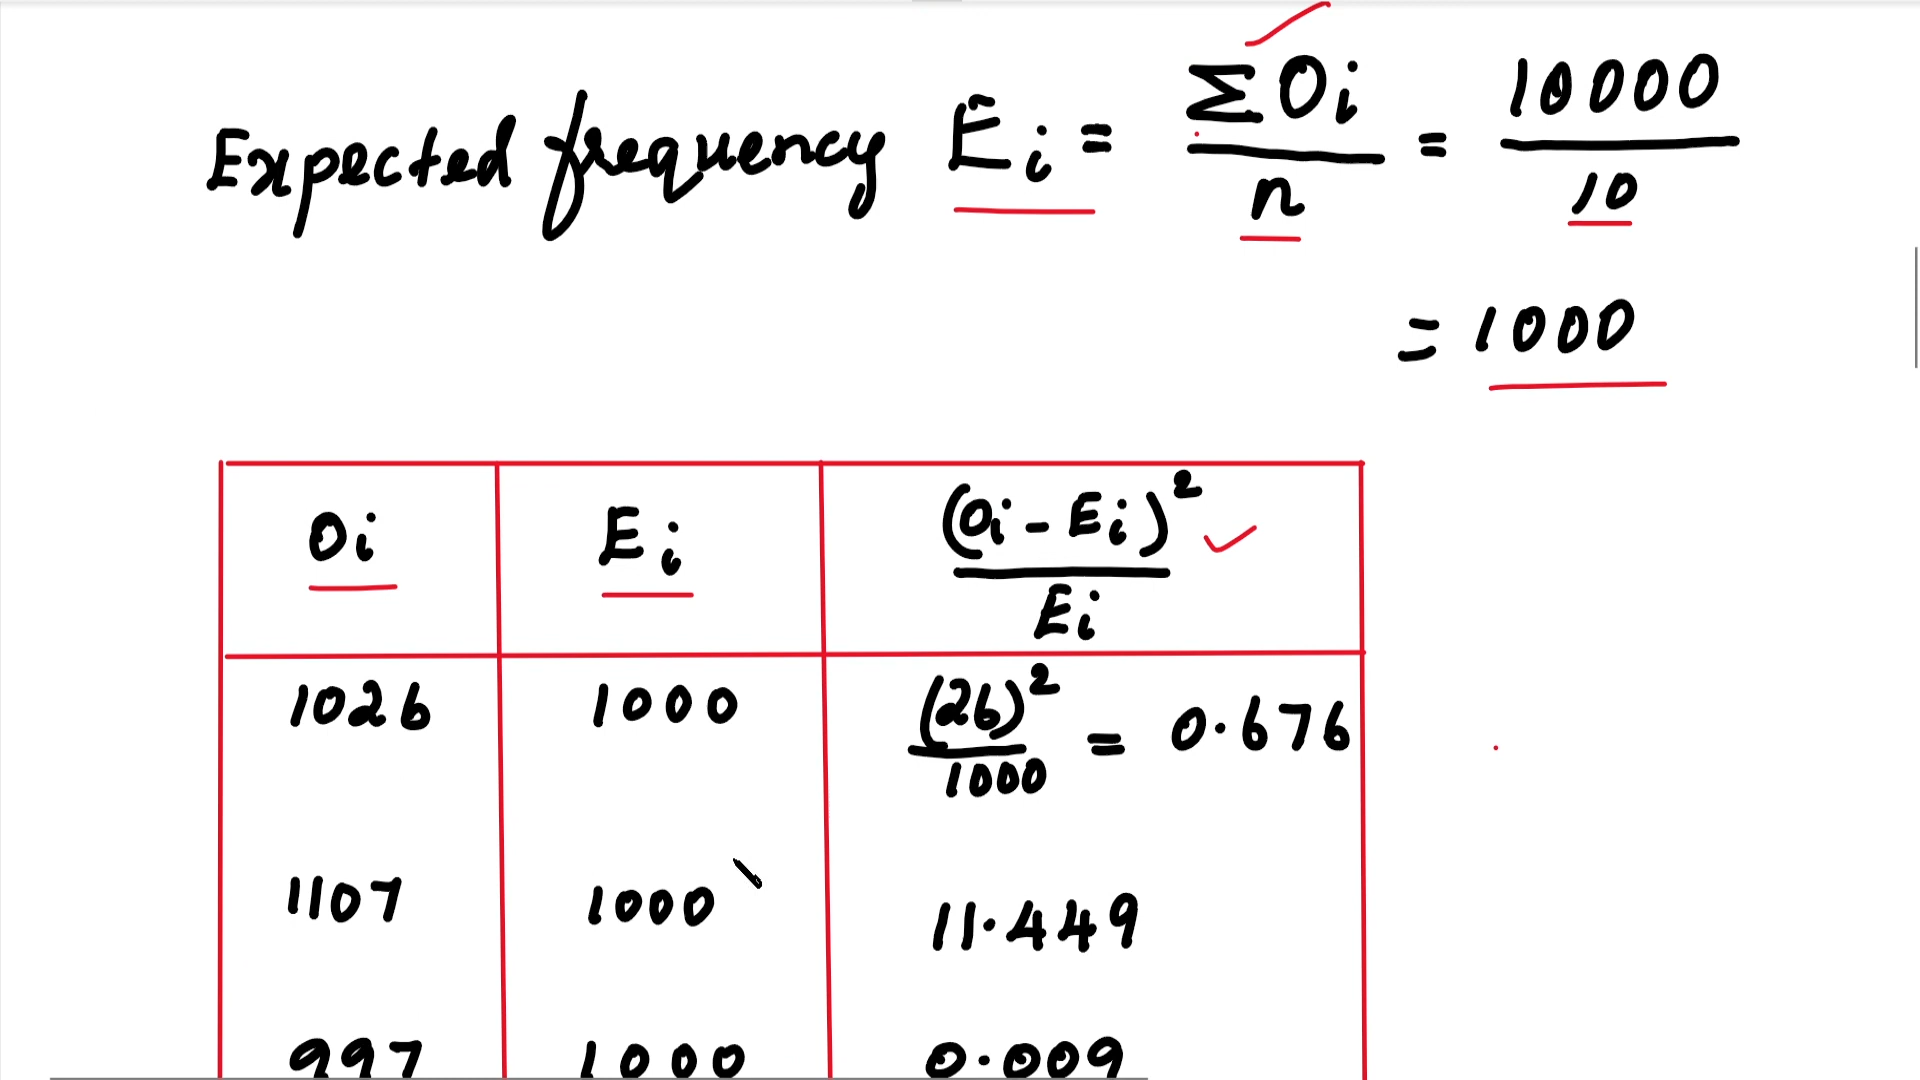 Expected frequency Ei = ΣOi / n = 10000 / 10
= 1000
Oi Ei (Oi - Ei)² / Ei
1026 1000 (26)² / 1000 = 0.676
1107 1000 11.449
997 1000 0.009